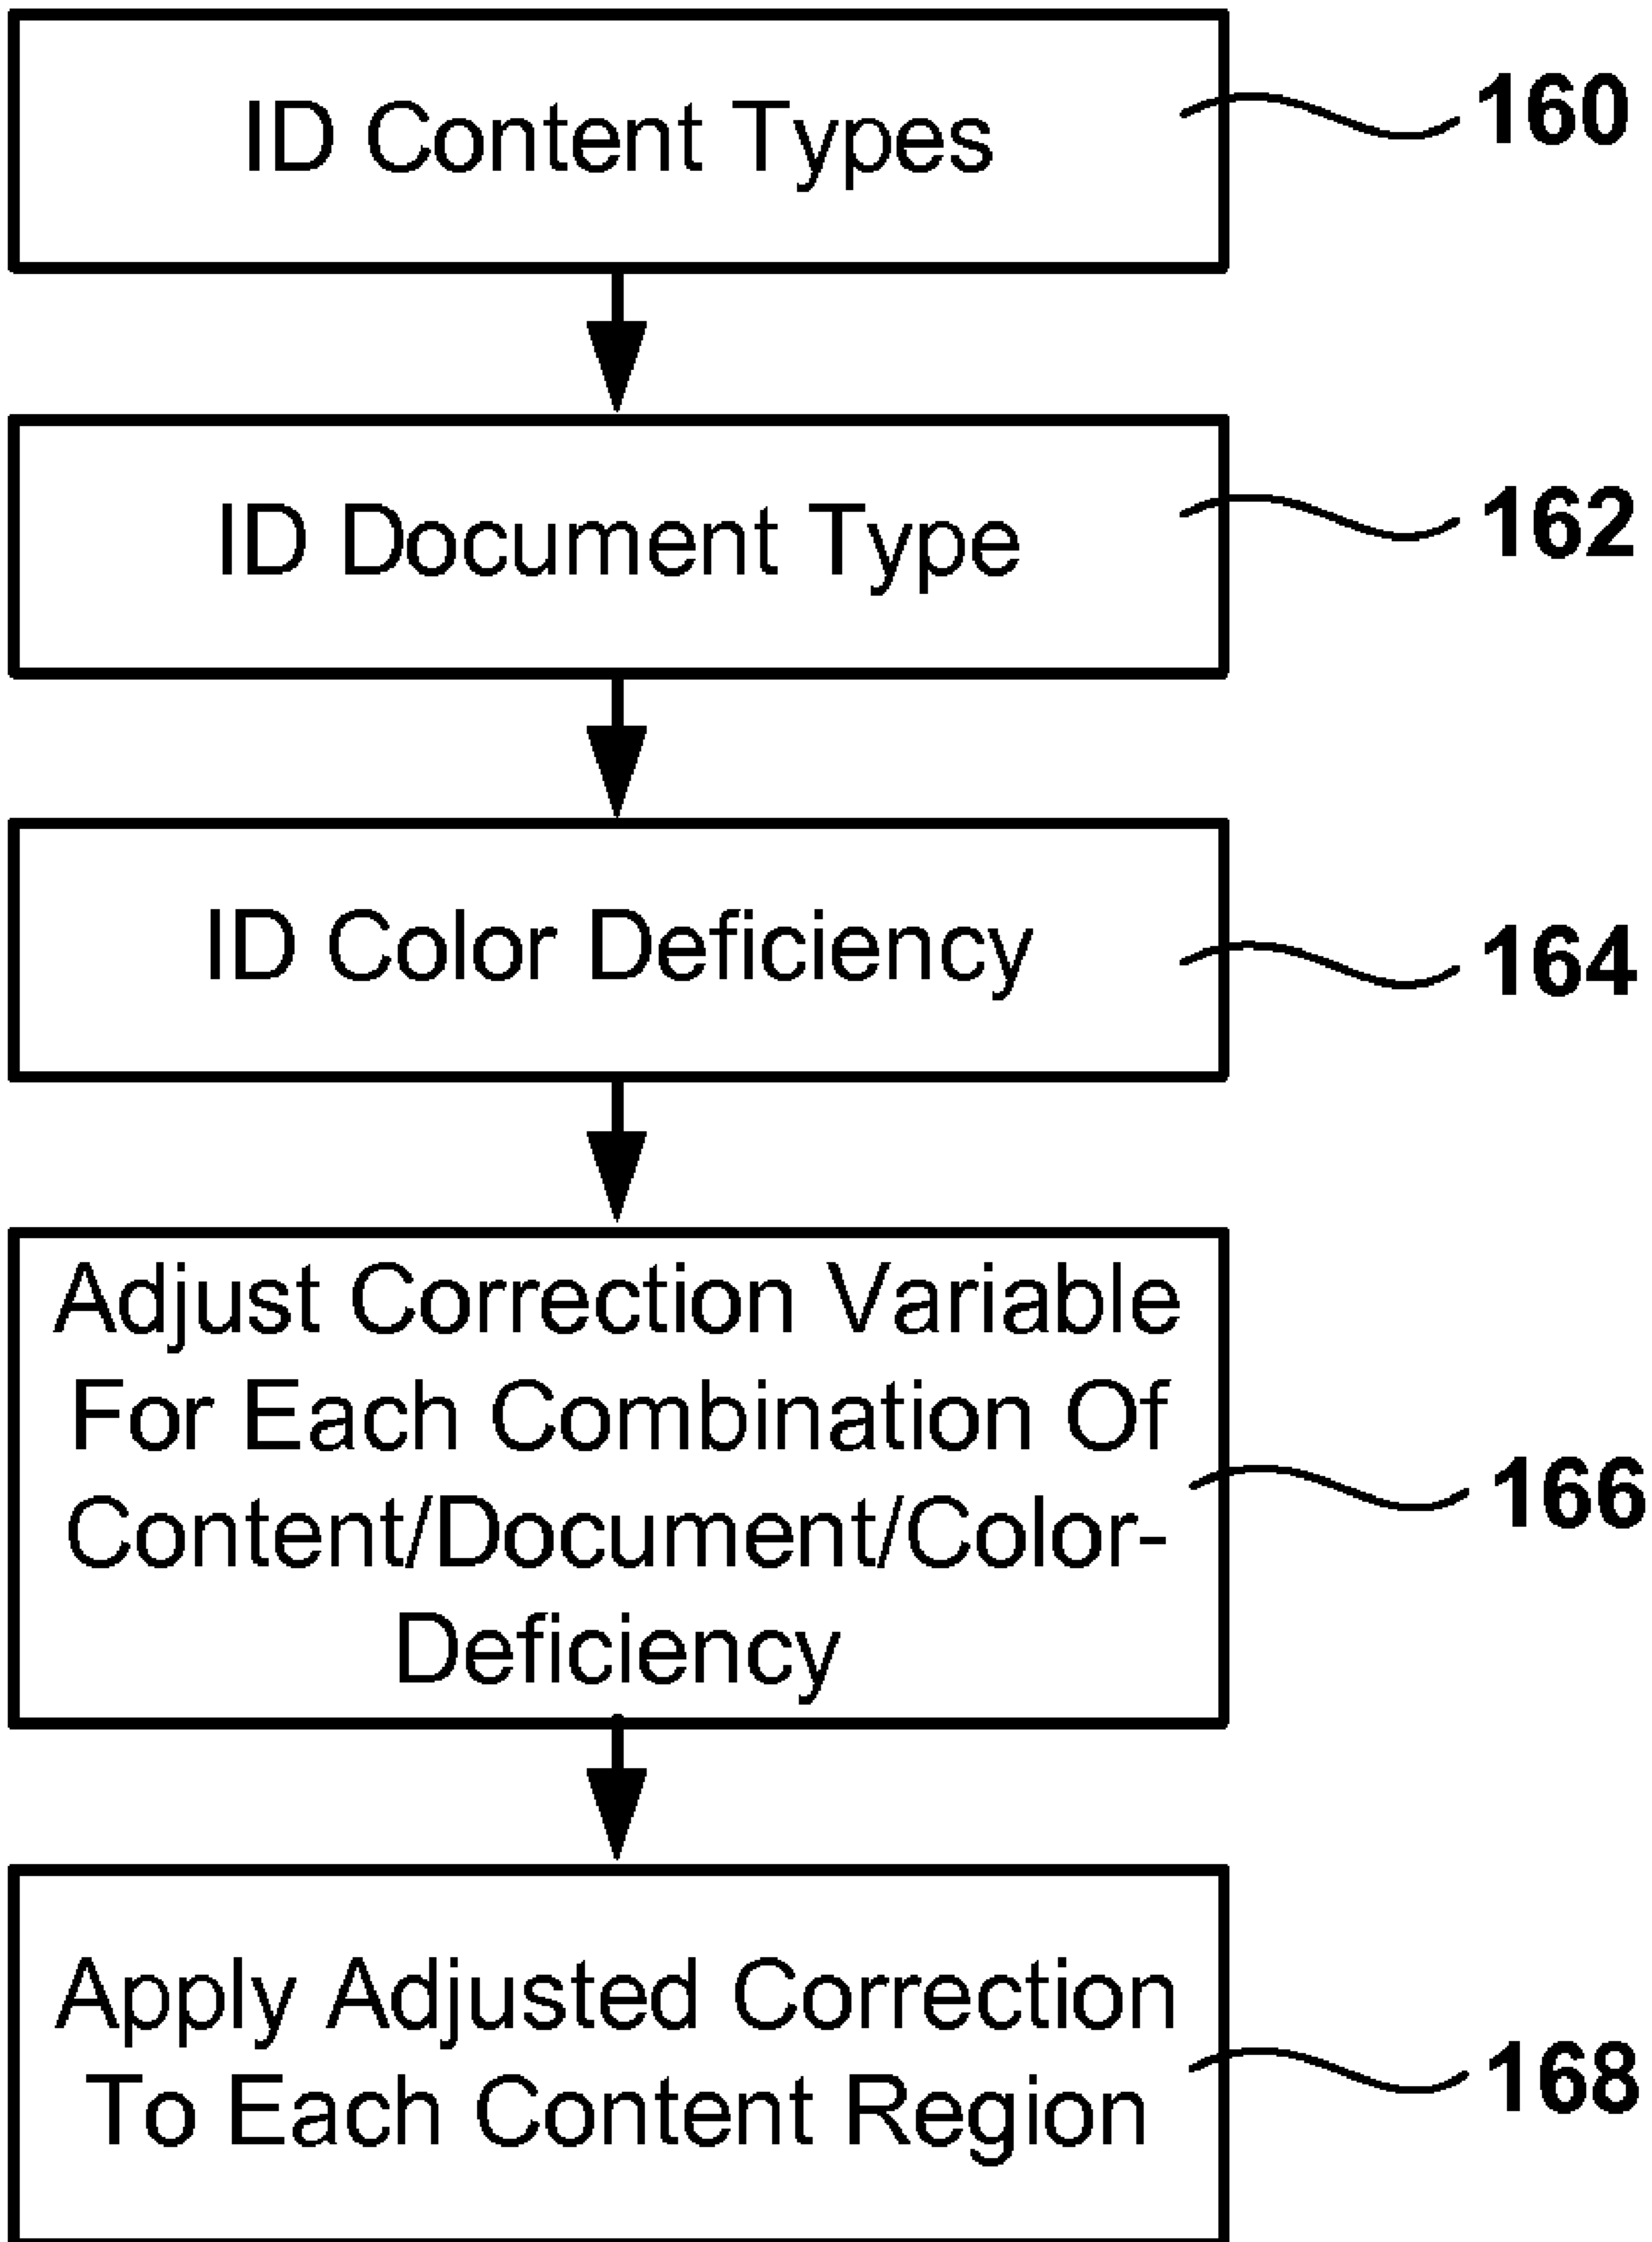 ID Content Types
160
ID Document Type
162
ID Color Deficiency
164
Adjust Correction Variable
For Each Combination Of
Content/Document/Color-
Deficiency
166
Apply Adjusted Correction
To Each Content Region
168